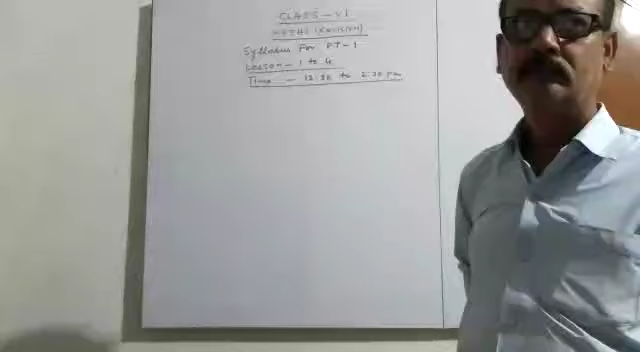 CLASS - VI
MATHS (REVISION)
Syllabus For PT-1
Lesson - 1 to 4
Time - 12:30 to 2:30 Pm